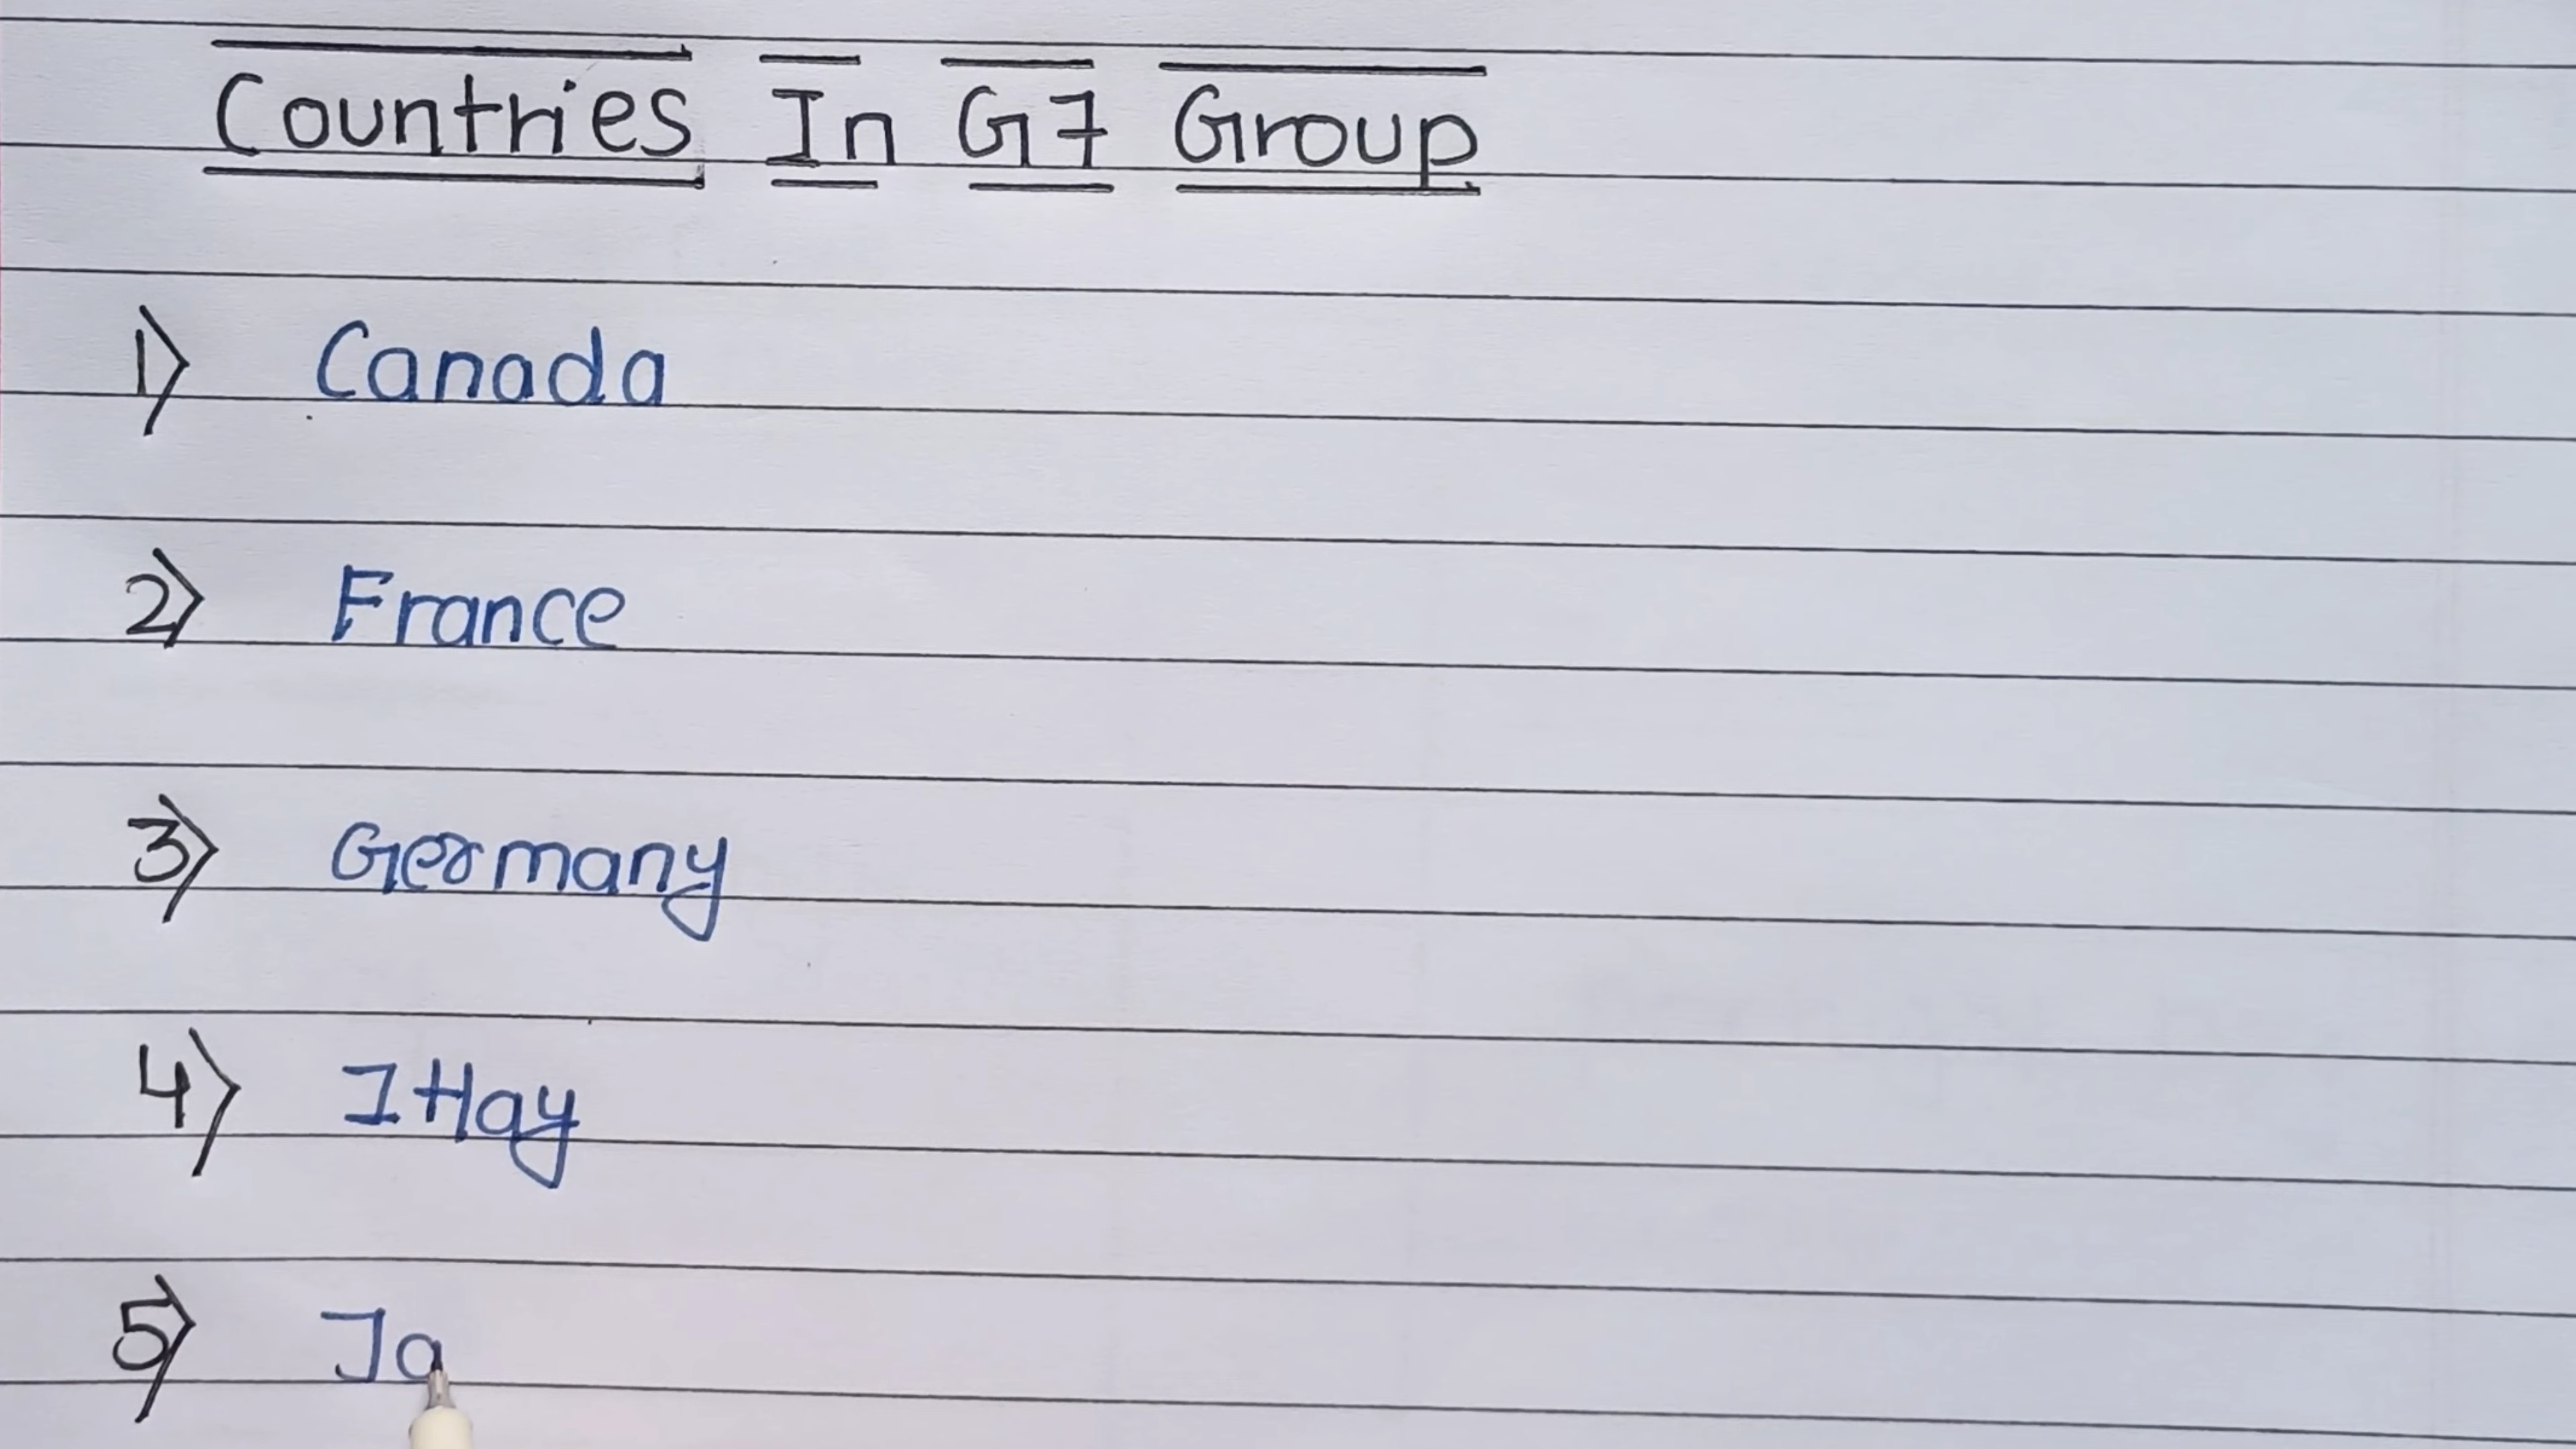 Countries In G7 Group
1) Canada
2) France
3) Germany
4) Itlay
5) Ja